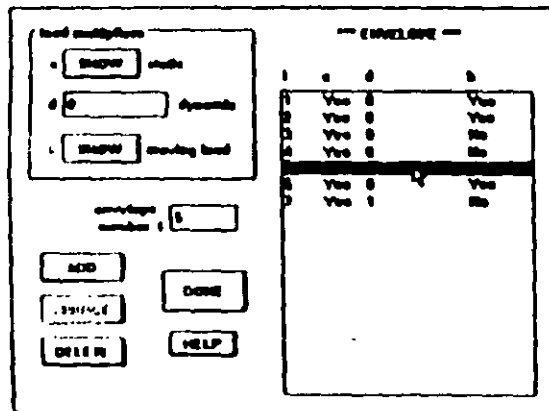 load multipliers
SHOW static
d 0 dynamic
SHOW moving load
envelope
number i 5
ADD
CHANGE
DELETE
DONE
HELP
*** ENVELOPE ***
i s d
1 Yes 0 Yes
2 Yes 0 Yes
3 Yes 0 No
4 Yes 0 No
6 Yes 0 Yes
7 Yes 1 No